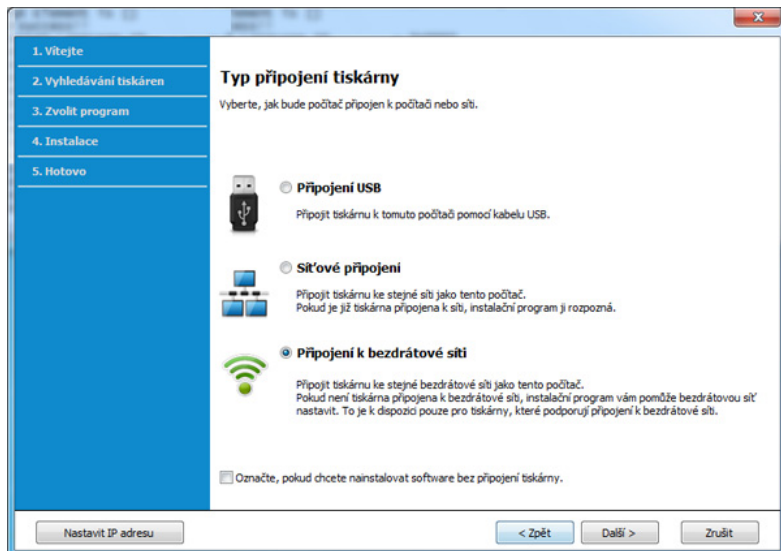 1. Vítejte
2. Vyhledávání tiskáren
3. Zvolit program
4. Instalace
5. Hotovo
Typ připojení tiskárny
Vyberte, jak bude počítač připojen k počítači nebo síti.
Připojení USB
Připojit tiskárnu k tomuto počítači pomocí kabelu USB.
Síťové připojení
Připojit tiskárnu ke stejné síti jako tento počítač.
Pokud je již tiskárna připojena k síti, instalační program ji rozpozná.
Připojení k bezdrátové síti
Připojit tiskárnu ke stejné bezdrátové síti jako tento počítač.
Pokud není tiskárna připojena k bezdrátové síti, instalační program vám pomůže bezdrátovou síť
nastavit. To je k dispozici pouze pro tiskárny, které podporují připojení k bezdrátové síti.
Označte, pokud chcete nainstalovat software bez připojení tiskárny.
Nastavit IP adresu
< Zpět
Další >
Zrušit